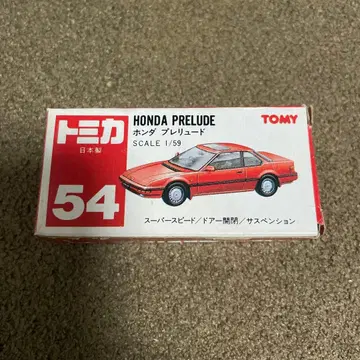 トミカ
日本製
54
HONDA PRELUDE
ホンダ プレリュード
SCALE 1/59
TOMY
スーパースピード/ドアー開閉/サスペンション